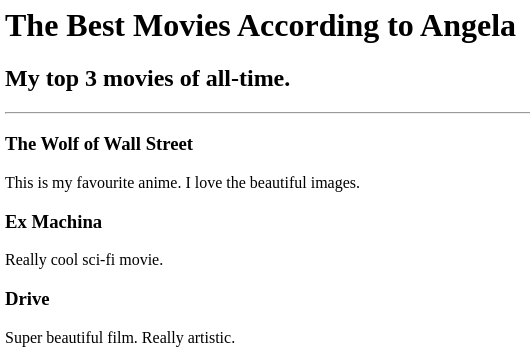 The Best Movies According to Angela
My top 3 movies of all-time.
The Wolf of Wall Street
This is my favourite anime. I love the beautiful images.
Ex Machina
Really cool sci-fi movie.
Drive
Super beautiful film. Really artistic.